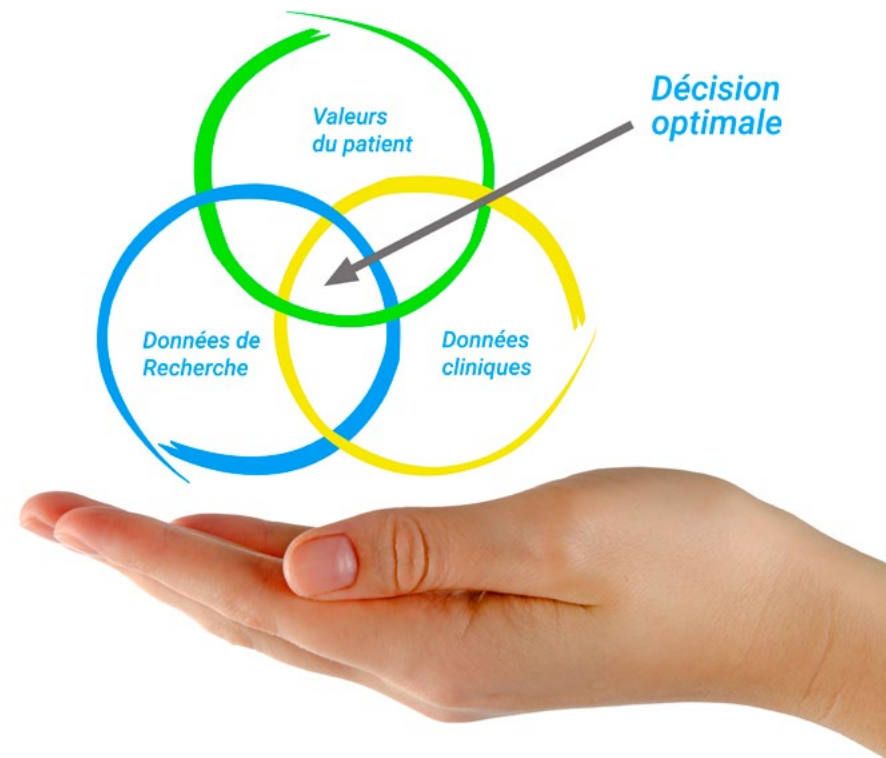 Décision
optimale
Valeurs
du patient
Données de
Recherche
Données
cliniques